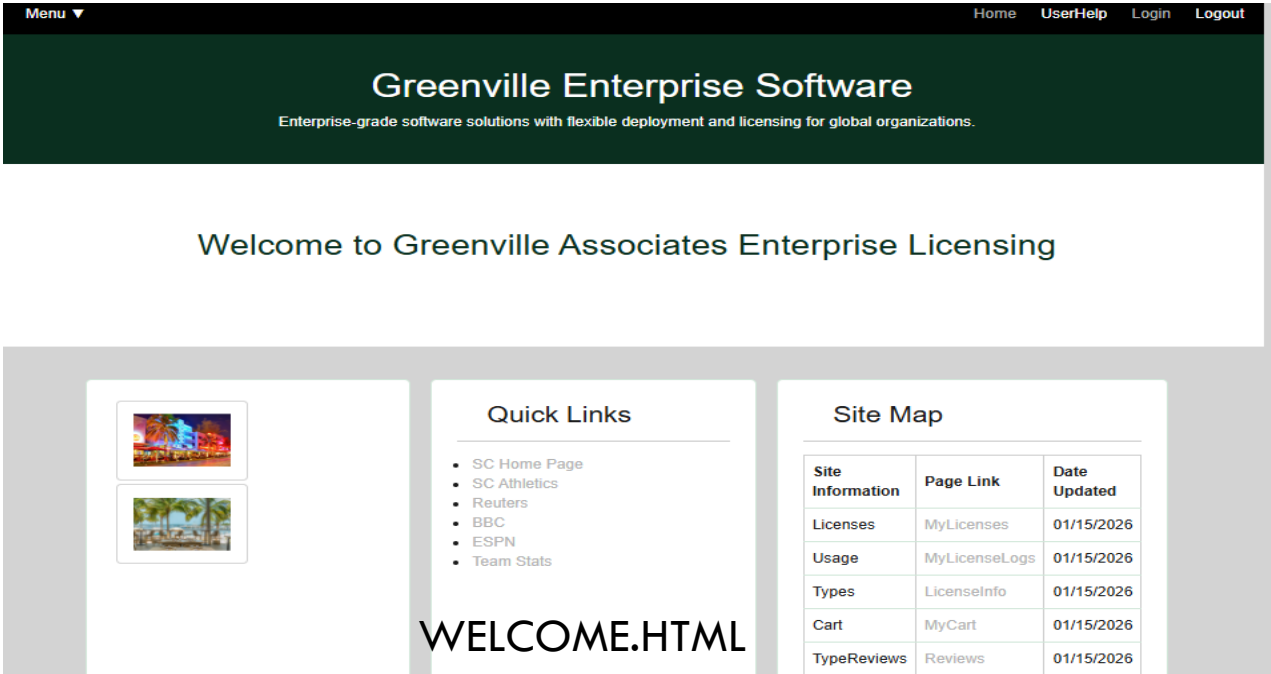 Menu ▼ Home UserHelp Login Logout
Greenville Enterprise Software
Enterprise-grade software solutions with flexible deployment and licensing for global organizations.
Welcome to Greenville Associates Enterprise Licensing
Quick Links
SC Home Page
SC Athletics
Reuters
BBC
ESPN
Team Stats
WELCOME.HTML
Site Map
Site Information Page Link Date Updated
Licenses MyLicenses 01/15/2026
Usage MyLicenseLogs 01/15/2026
Types LicenseInfo 01/15/2026
Cart MyCart 01/15/2026
TypeReviews Reviews 01/15/2026